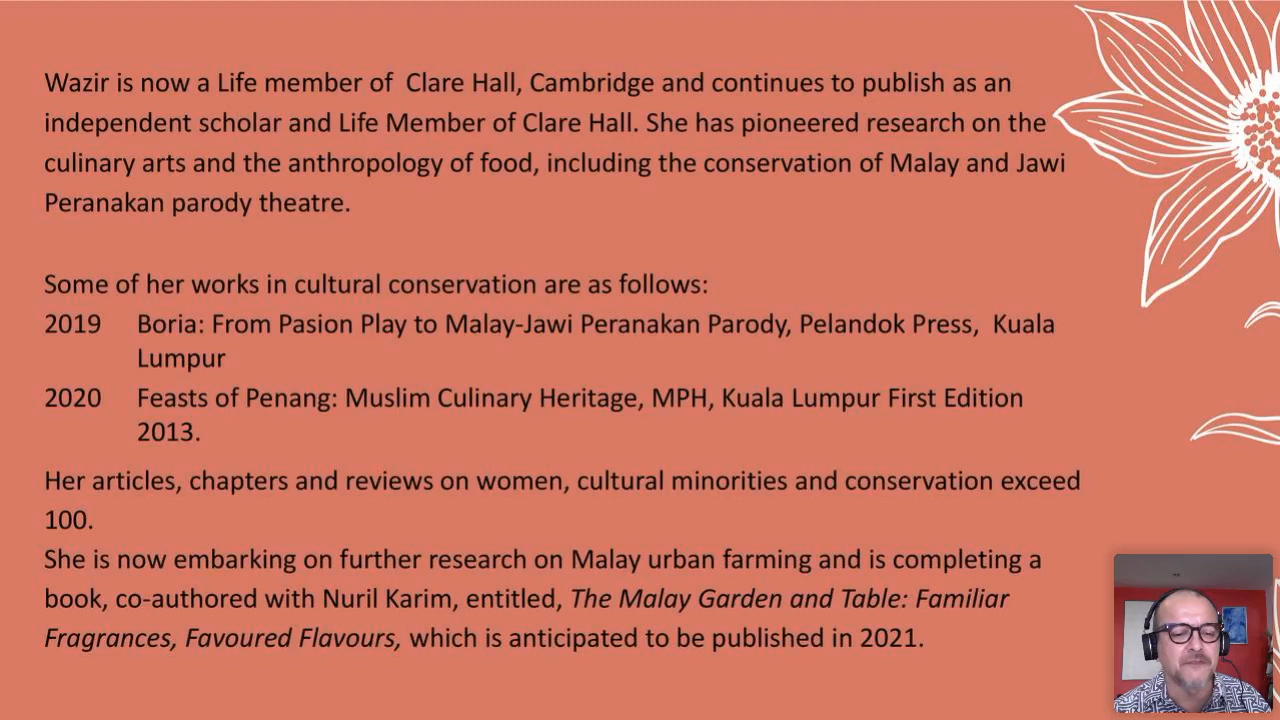 Wazir is now a Life member of  Clare Hall, Cambridge and continues to publish as an
independent scholar and Life Member of Clare Hall. She has pioneered research on the
culinary arts and the anthropology of food, including the conservation of Malay and Jawi
Peranakan parody theatre.
Some of her works in cultural conservation are as follows:
2019 Boria: From Pasion Play to Malay-Jawi Peranakan Parody, Pelandok Press,  Kuala
Lumpur
2020 Feasts of Penang: Muslim Culinary Heritage, MPH, Kuala Lumpur First Edition
2013.
Her articles, chapters and reviews on women, cultural minorities and conservation exceed
100.
She is now embarking on further research on Malay urban farming and is completing a
book, co-authored with Nuril Karim, entitled, The Malay Garden and Table: Familiar
Fragrances, Favoured Flavours, which is anticipated to be published in 2021.